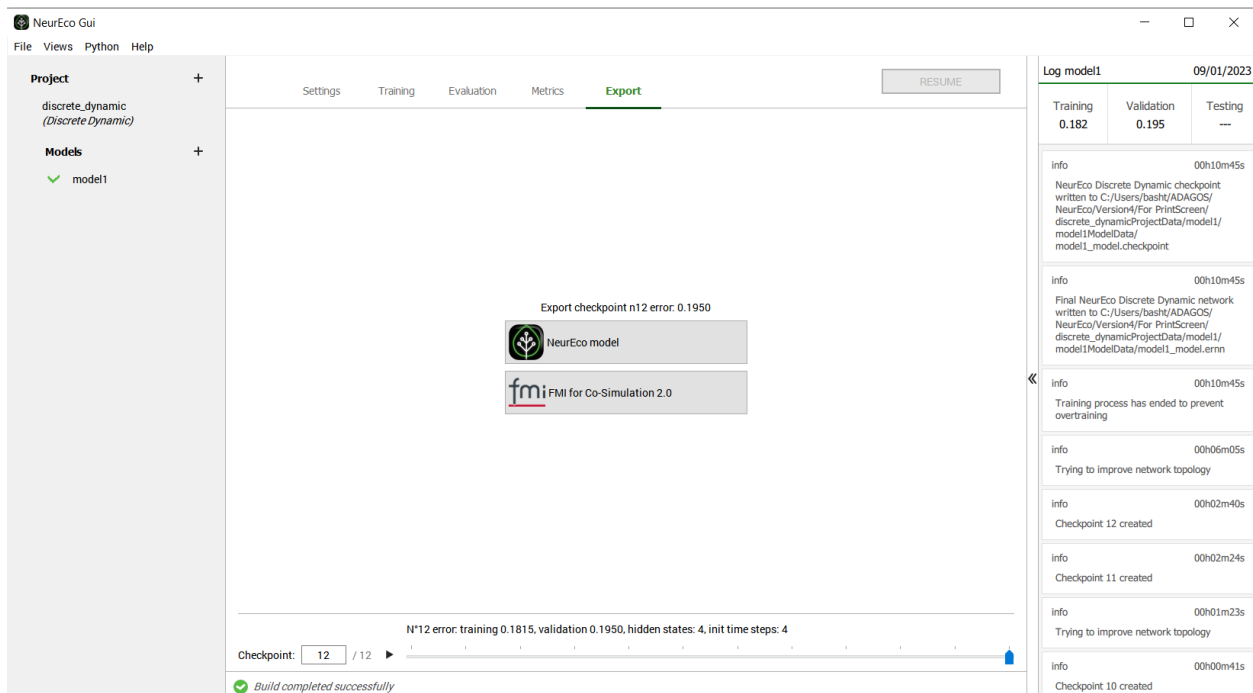 NeurEco Gui
File Views Python Help
Project +
discrete_dynamic
(Discrete Dynamic)
Models +
model1
Settings Training Evaluation Metrics Export
RESUME
Export checkpoint n12 error: 0.1950
NeurEco model
fmi FMI for Co-Simulation 2.0
N°12 error: training 0.1815, validation 0.1950, hidden states: 4, init time steps: 4
Checkpoint: 12 / 12
Build completed successfully
Log model1 09/01/2023
Training Validation Testing
0.182 0.195 ---
info 00h10m45s
NeurEco Discrete Dynamic checkpoint
written to C:/Users/basht/ADAGOS/
NeurEco/Version4/For PrintScreen/
discrete_dynamicProjectData/model1/
model1ModelData/
model1_model.checkpoint
info 00h10m45s
Final NeurEco Discrete Dynamic network
written to C:/Users/basht/ADAGOS/
NeurEco/Version4/For PrintScreen/
discrete_dynamicProjectData/model1/
model1ModelData/model1_model.ernn
info 00h10m45s
Training process has ended to prevent
overtraining
info 00h06m05s
Trying to improve network topology
info 00h02m40s
Checkpoint 12 created
info 00h02m24s
Checkpoint 11 created
info 00h01m23s
Trying to improve network topology
info 00h00m41s
Checkpoint 10 created